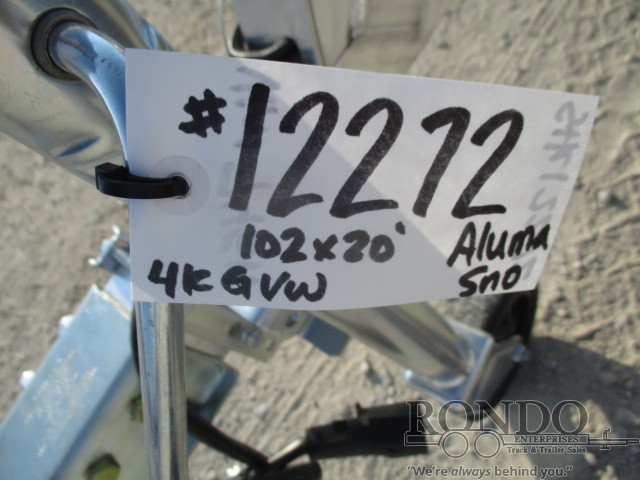 #12272
102x20'
Aluma
Sno
4K GVW
RONDO
ENTERPRISES
Truck & Trailer Sales
"We're always behind you."